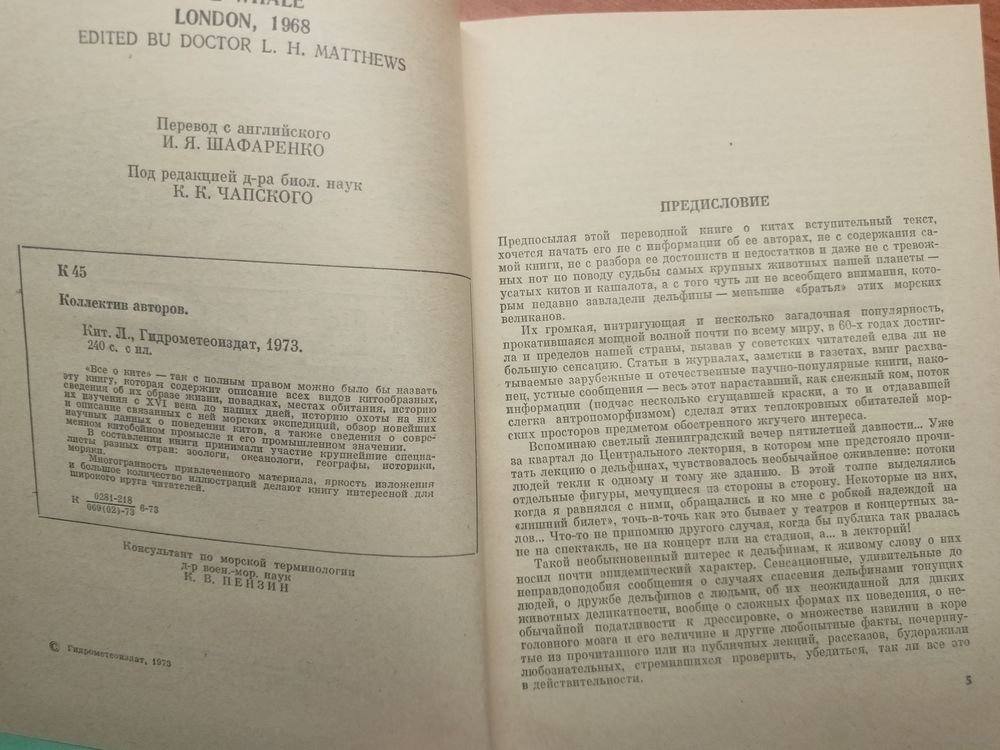 WHALE
LONDON, 1968
EDITED BU DOCTOR L. H. MATTHEWS
Перевод с английского
И. Я. ШАФАРЕНКО
Под редакцией д-ра биол. наук
К. К. ЧАПСКОГО
К 45
Коллектив авторов.
Кит. Л., Гидрометеоиздат, 1973.
240 с. с ил.
«Все о ките» — так с полным правом можно было бы назвать
эту книгу, которая содержит описание всех видов китообразных,
сведения об их образе жизни, повадках, местах обитания, историю
их изучения с XVI века до наших дней, историю охоты на них
и описание связанных с ней морских экспедиций, обзор новейших
научных данных о поведении китов, а также сведения о совре-
менном китобойном промысле и его промышленном значении.
В составлении книги принимали участие крупнейшие специа-
листы разных стран: зоологи, океанологи, географы, историки,
моряки.
Многогранность привлеченного материала, яркость изложения
и большое количество иллюстраций делают книгу интересной для
широкого круга читателей.
К 0281-218
069(02)-73 6-73
Консультант по морской терминологии
д-р воен.-мор. наук
К. В. ПЕНЗИН
© Гидрометеоиздат, 1973
ПРЕДИСЛОВИЕ
Предпосылая этой переводной книге о китах вступительный текст,
хочется начать его не с информации об ее авторах, не с содержания са-
мой книги, не с разбора ее достоинств и недостатков и даже не с тревож-
ных нот по поводу судьбы самых крупных животных нашей планеты —
усатых китов и кашалота, а с того чуть ли не всеобщего внимания, кото-
рым недавно завладели дельфины — меньшие «братья» этих морских
великанов.
Их громкая, интригующая и несколько загадочная популярность,
прокатившаяся мощной волной почти по всему миру, в 60-х годах достиг-
ла и пределов нашей страны, вызвав у советских читателей едва ли не
большую сенсацию. Статьи в журналах, заметки в газетах, вмиг расхва-
тываемые зарубежные и отечественные научно-популярные книги, нако-
нец, устные сообщения — весь этот нараставший, как снежный ком, поток
информации (подчас несколько сгущавшей краски, а то и отдававшей
слегка антропоморфизмом) сделал этих теплокровных обитателей мор-
ских просторов предметом обостренного жгучего интереса.
Вспоминаю светлый ленинградский вечер пятилетней давности... Уже
за квартал до Центрального лектория, в котором мне предстояло прочи-
тать лекцию о дельфинах, чувствовалось необычайное оживление: потоки
людей текли к одному и тому же зданию. В этой толпе выделялись
отдельные фигуры, мечущиеся из стороны в сторону. Некоторые из них,
когда я равнялся с ними, обращались и ко мне с робкой надеждой на
«лишний билет», точь-в-точь как это бывает у театров и концертных за-
лов... Что-то не припомню другого случая, когда бы публика так рвалась
не на спектакль, не на концерт или на стадион, а... в лекторий!
Такой необыкновенный интерес к дельфинам, к живому слову о них
носил почти эпидемический характер. Сенсационные, удивительные до
неправдоподобия сообщения о случаях спасения дельфинами тонущих
людей, о дружбе дельфинов с людьми, об их неожиданной для диких
животных деликатности, вообще о сложных формах их поведения, о не-
обычайной податливости к дрессировке, о множестве извилин в коре
головного мозга и его величине и другие любопытные факты, почерпну-
тые из прочитанного или из публичных лекций, рассказов, будоражили
любознательных, стремившихся проверить, убедиться, так ли все это
в действительности.
5